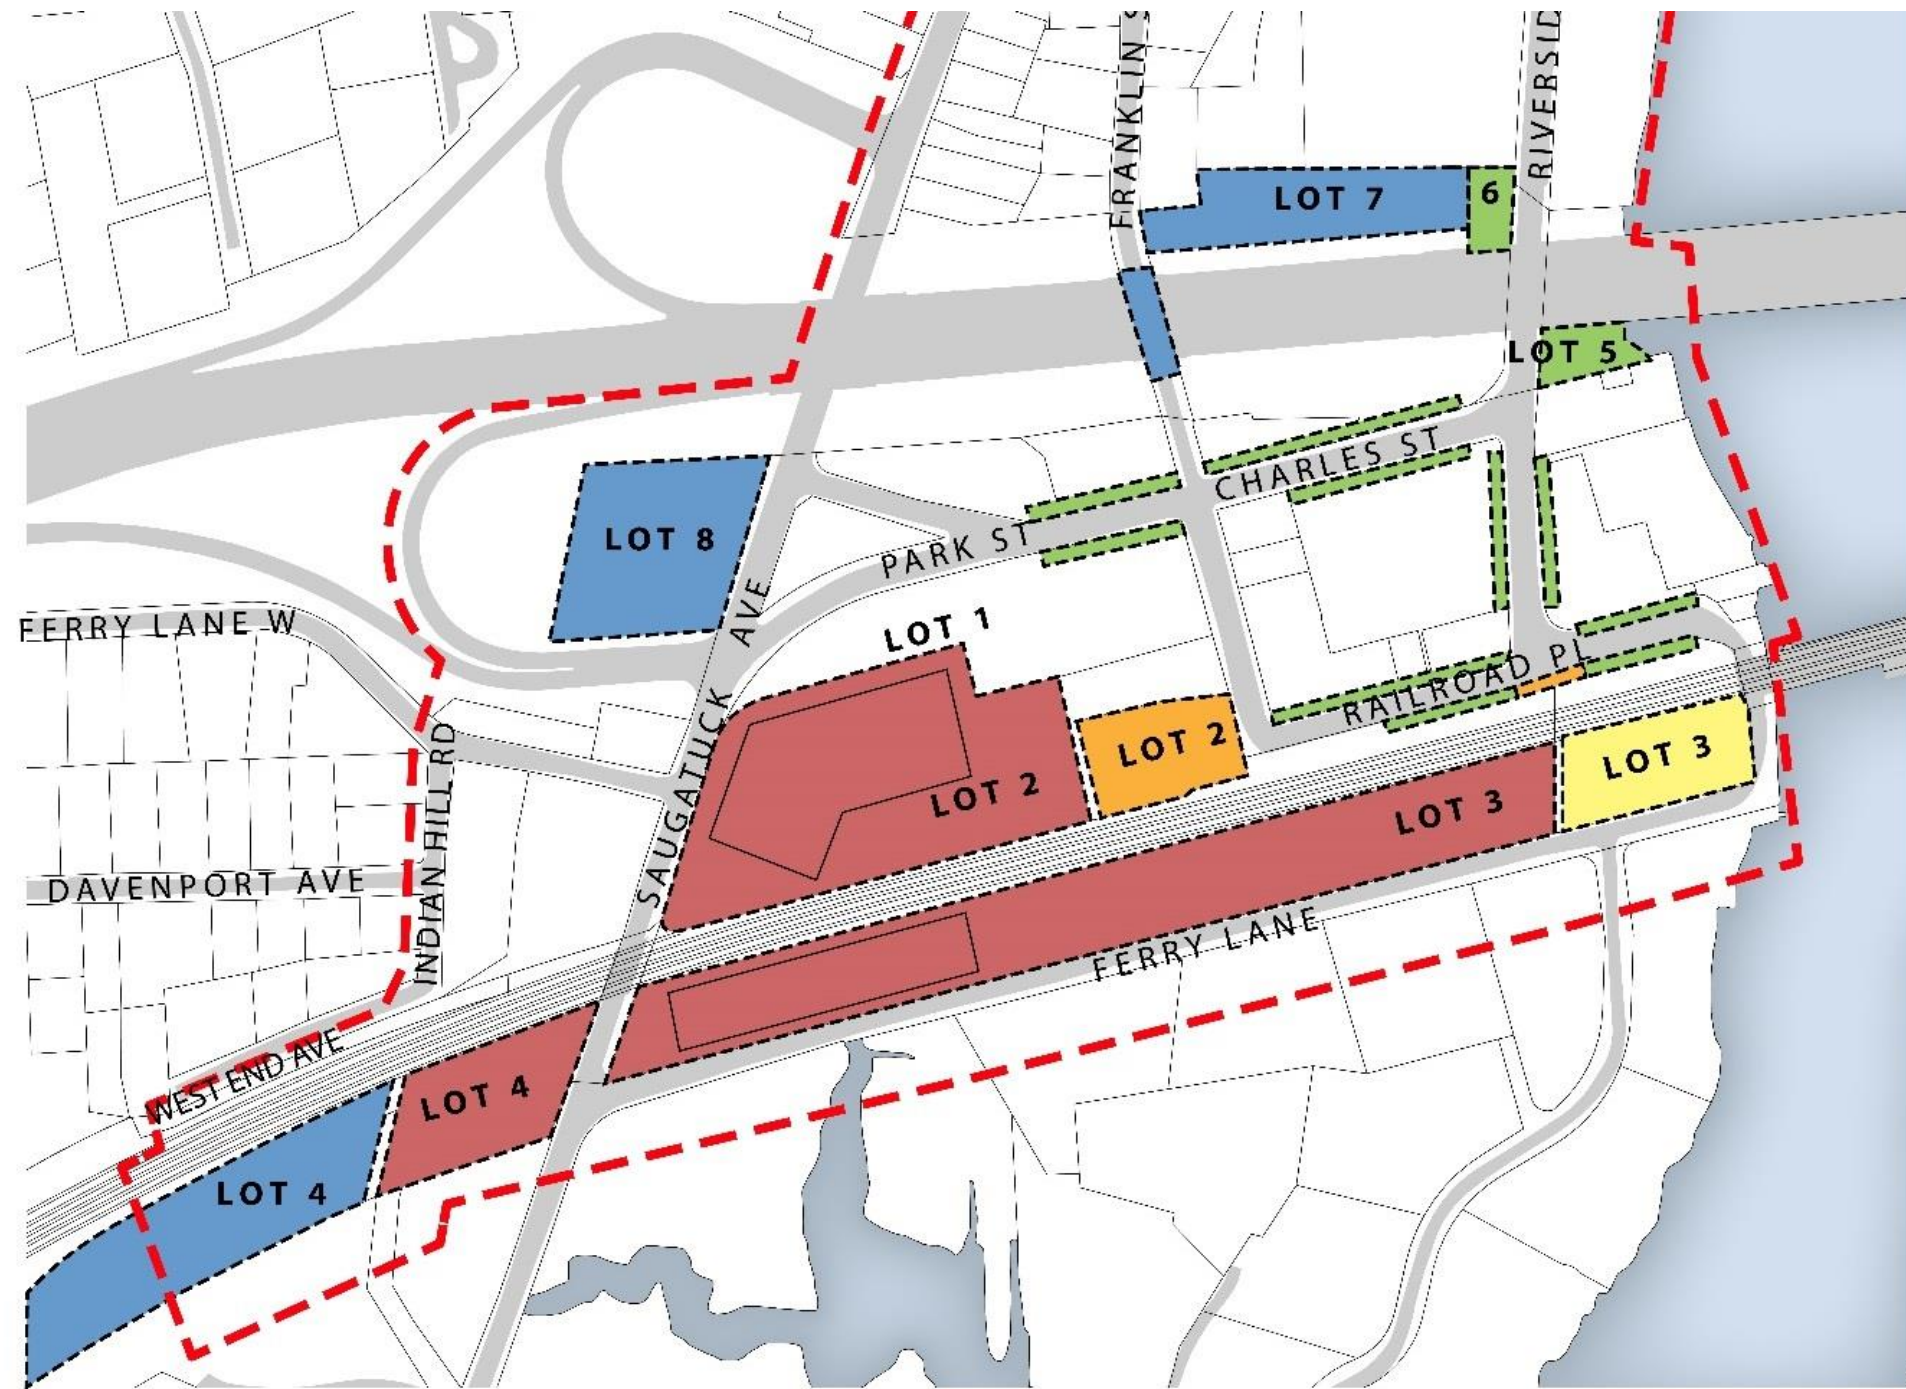 FRANKLIN S
RIVERSID
LOT 7
6
LOT 5
CHARLES ST
LOT 8
PARK ST
AVE
FERRY LANE W
LOT 1
RAILROAD PL
SAUGATUCK
LOT 2
LOT 2
LOT 3
LOT 3
INDIAN HILL RD
DAVENPORT AVE
FERRY LANE
WEST END AVE
LOT 4
LOT 4